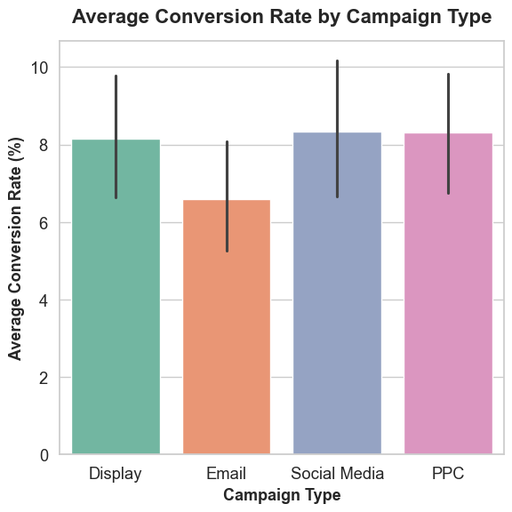 Average Conversion Rate by Campaign Type
Average Conversion Rate (%)
10
8
6
4
2
0
Display Email Social Media PPC
Campaign Type